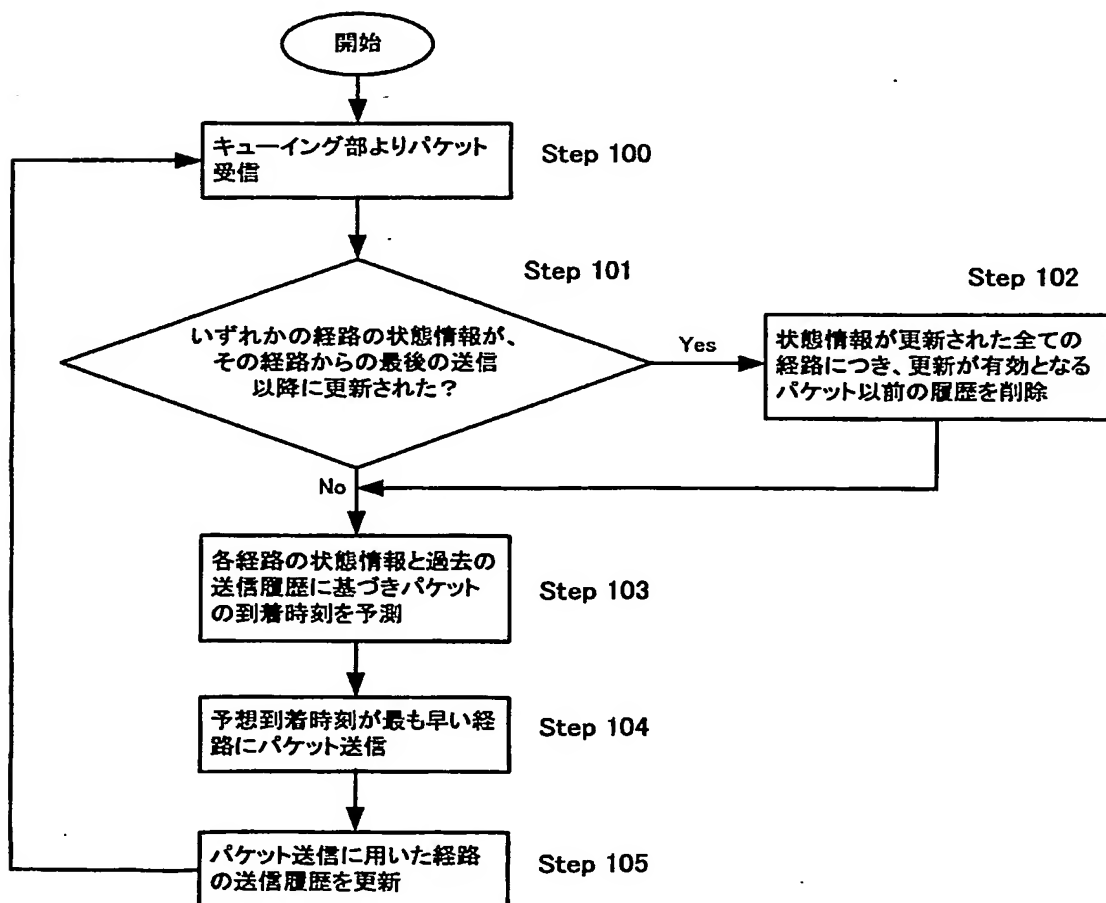 開始
キューイング部よりパケット
受信
Step 100
Step 101
いずれかの経路の状態情報が、
その経路からの最後の送信
以降に更新された?
Yes
Step 102
状態情報が更新された全ての
経路につき、更新が有効となる
パケット以前の履歴を削除
No
各経路の状態情報と過去の
送信履歴に基づきパケット
の到着時刻を予測
Step 103
予想到着時刻が最も早い経
路にパケット送信
Step 104
パケット送信に用いた経路
の送信履歴を更新
Step 105